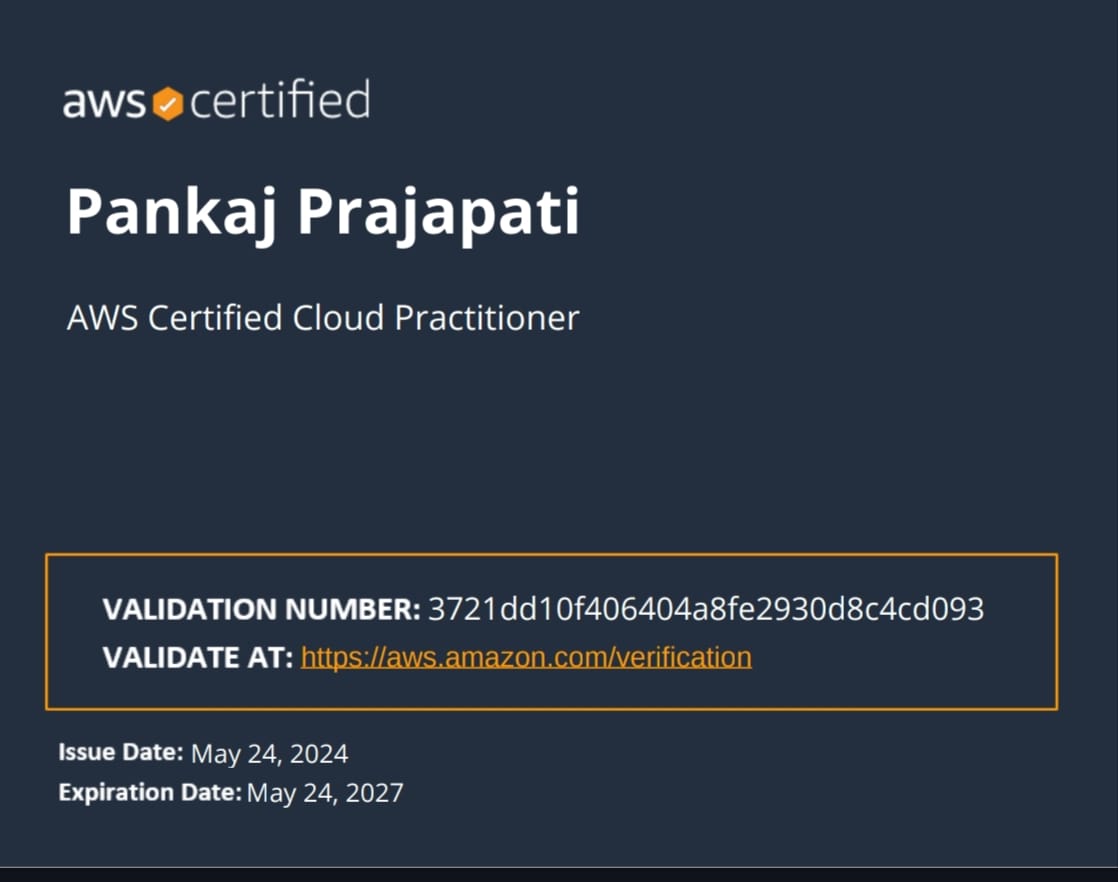 aws certified
Pankaj Prajapati
AWS Certified Cloud Practitioner
VALIDATION NUMBER: 3721dd10f406404a8fe2930d8c4cd093
VALIDATE AT: https://aws.amazon.com/verification
Issue Date: May 24, 2024
Expiration Date: May 24, 2027